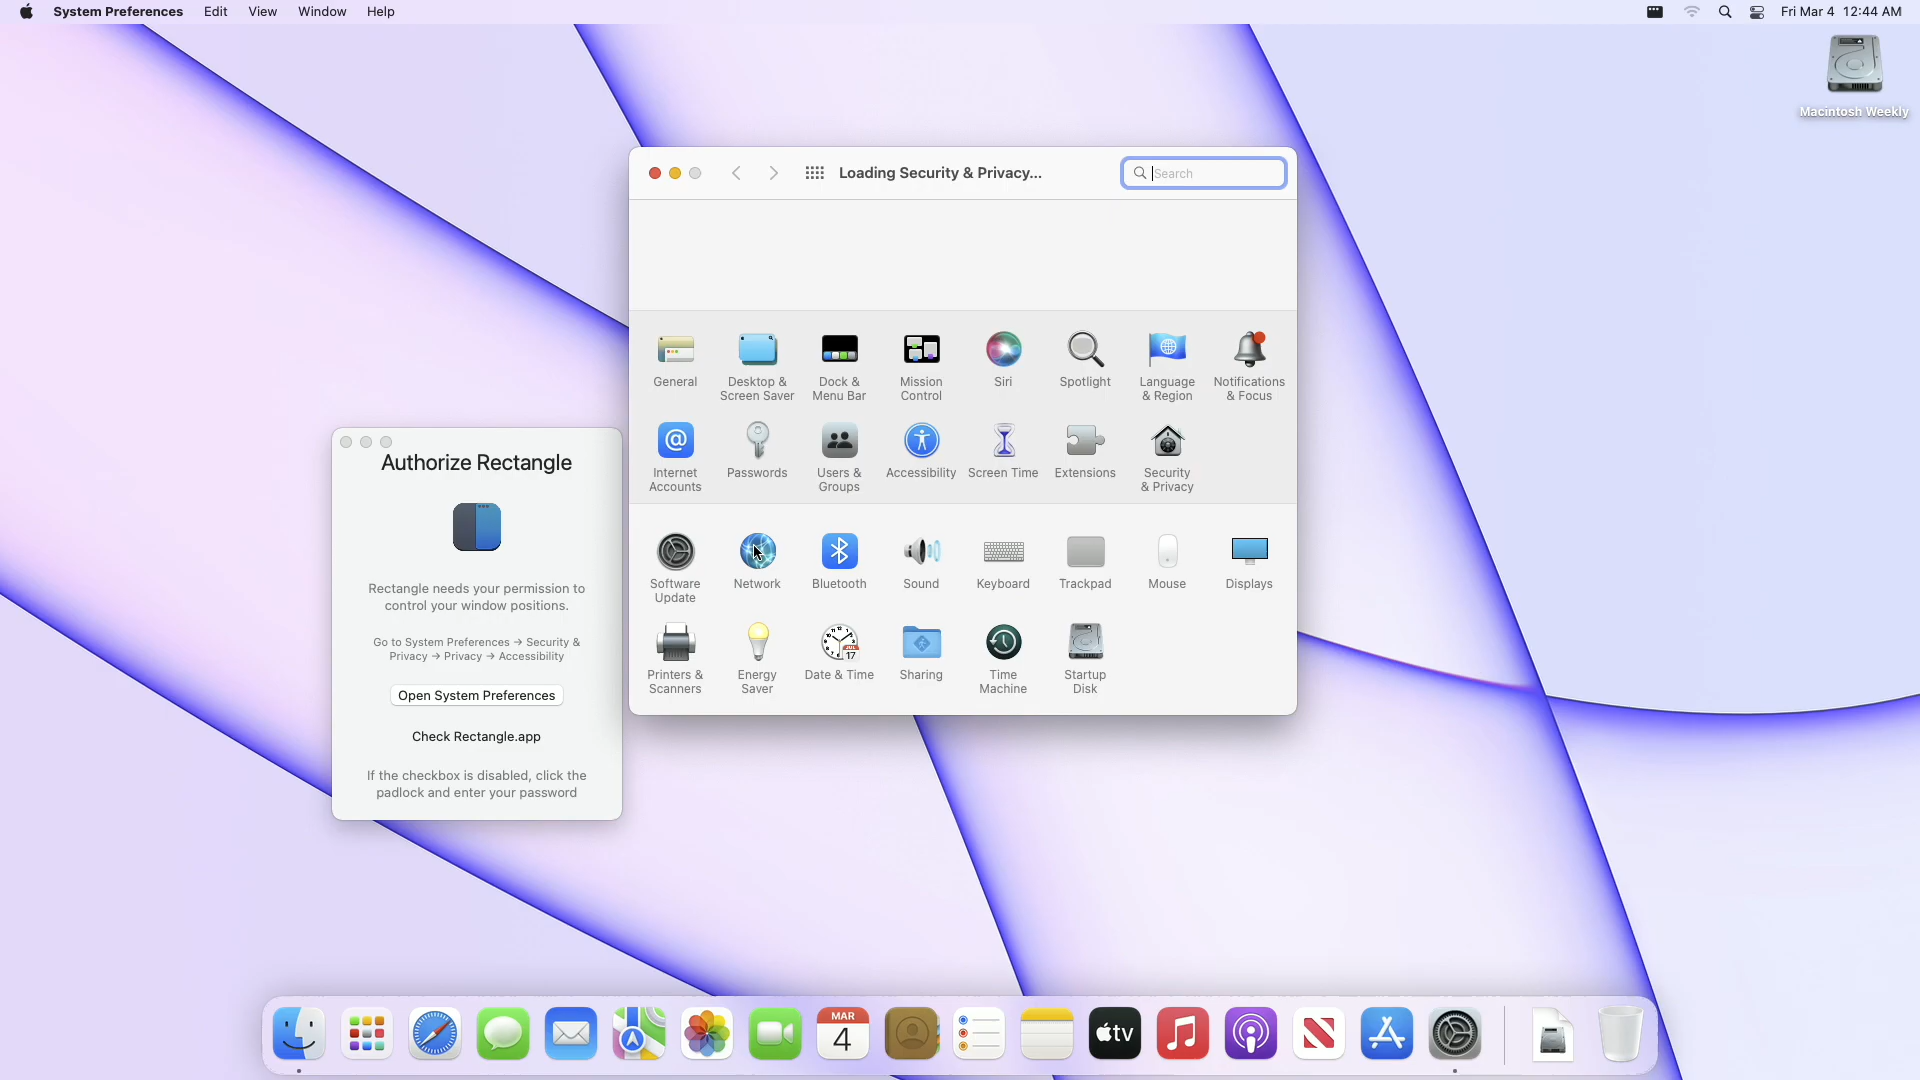 System Preferences Edit View Window Help
Fri Mar 4 12:44 AM
Macintosh Weekly
Loading Security & Privacy...
Search
General
Desktop &
Screen Saver
Dock &
Menu Bar
Mission
Control
Siri
Spotlight
Language
& Region
Notifications
& Focus
Internet
Accounts
Passwords
Users &
Groups
Accessibility
Screen Time
Extensions
Security
& Privacy
Software
Update
Network
Bluetooth
Sound
Keyboard
Trackpad
Mouse
Displays
Printers &
Scanners
Energy
Saver
JUL
17
Date & Time
Sharing
Time
Machine
Startup
Disk
Authorize Rectangle
Rectangle needs your permission to
control your window positions.
Go to System Preferences → Security &
Privacy → Privacy → Accessibility
Open System Preferences
Check Rectangle.app
If the checkbox is disabled, click the
padlock and enter your password
MAR
4
tv